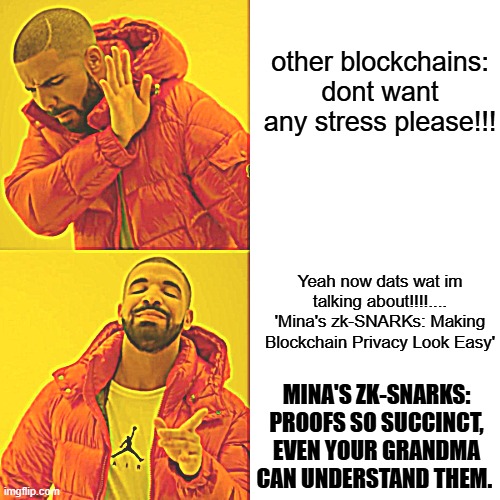 other blockchains:
dont want
any stress please!!!
Yeah now dats wat im
talking about!!!!....
'Mina's zk-SNARKs: Making
Blockchain Privacy Look Easy'
MINA'S ZK-SNARKS:
PROOFS SO SUCCINCT,
EVEN YOUR GRANDMA
CAN UNDERSTAND THEM.
AIR
imgflip.com